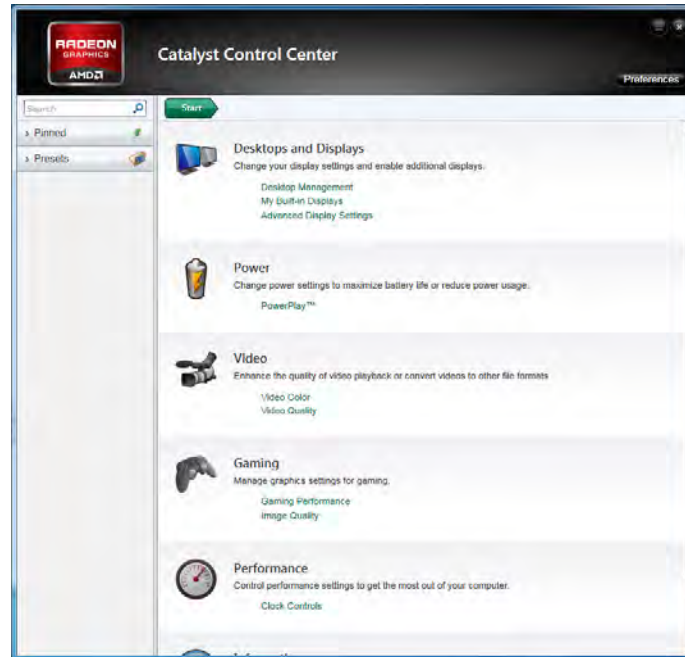 RADEON
GRAPHICS
AMD
Catalyst Control Center
Preferences
Search
Start
Pinned
Presets
Desktops and Displays
Change your display settings and enable additional displays.
Desktop Management
My Built-in Displays
Advanced Display Settings
Power
Change power settings to maximize battery life or reduce power usage.
PowerPlay™
Video
Enhance the quality of video playback or convert videos to other file formats
Video Color
Video Quality
Gaming
Manage graphics settings for gaming.
Gaming Performance
Image Quality
Performance
Control performance settings to get the most out of your computer.
Clock Controls